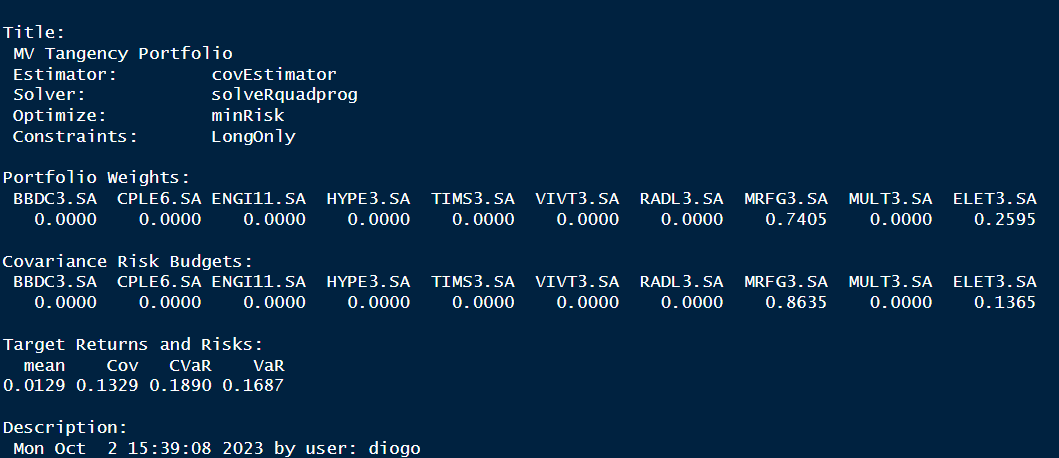 Title:
 MV Tangency Portfolio
 Estimator:         covEstimator
 Solver:            solveRquadprog
 Optimize:          minRisk
 Constraints:       LongOnly
Portfolio Weights:
 BBDC3.SA  CPLE6.SA ENGI11.SA  HYPE3.SA  TIMS3.SA  VIVT3.SA  RADL3.SA  MRFG3.SA  MULT3.SA  ELET3.SA
   0.0000    0.0000    0.0000    0.0000    0.0000    0.0000    0.0000    0.7405    0.0000    0.2595
Covariance Risk Budgets:
 BBDC3.SA  CPLE6.SA ENGI11.SA  HYPE3.SA  TIMS3.SA  VIVT3.SA  RADL3.SA  MRFG3.SA  MULT3.SA  ELET3.SA
   0.0000    0.0000    0.0000    0.0000    0.0000    0.0000    0.0000    0.8635    0.0000    0.1365
Target Returns and Risks:
  mean    Cov   CVaR    VaR
0.0129 0.1329 0.1890 0.1687
Description:
 Mon Oct  2 15:39:08 2023 by user: diogo